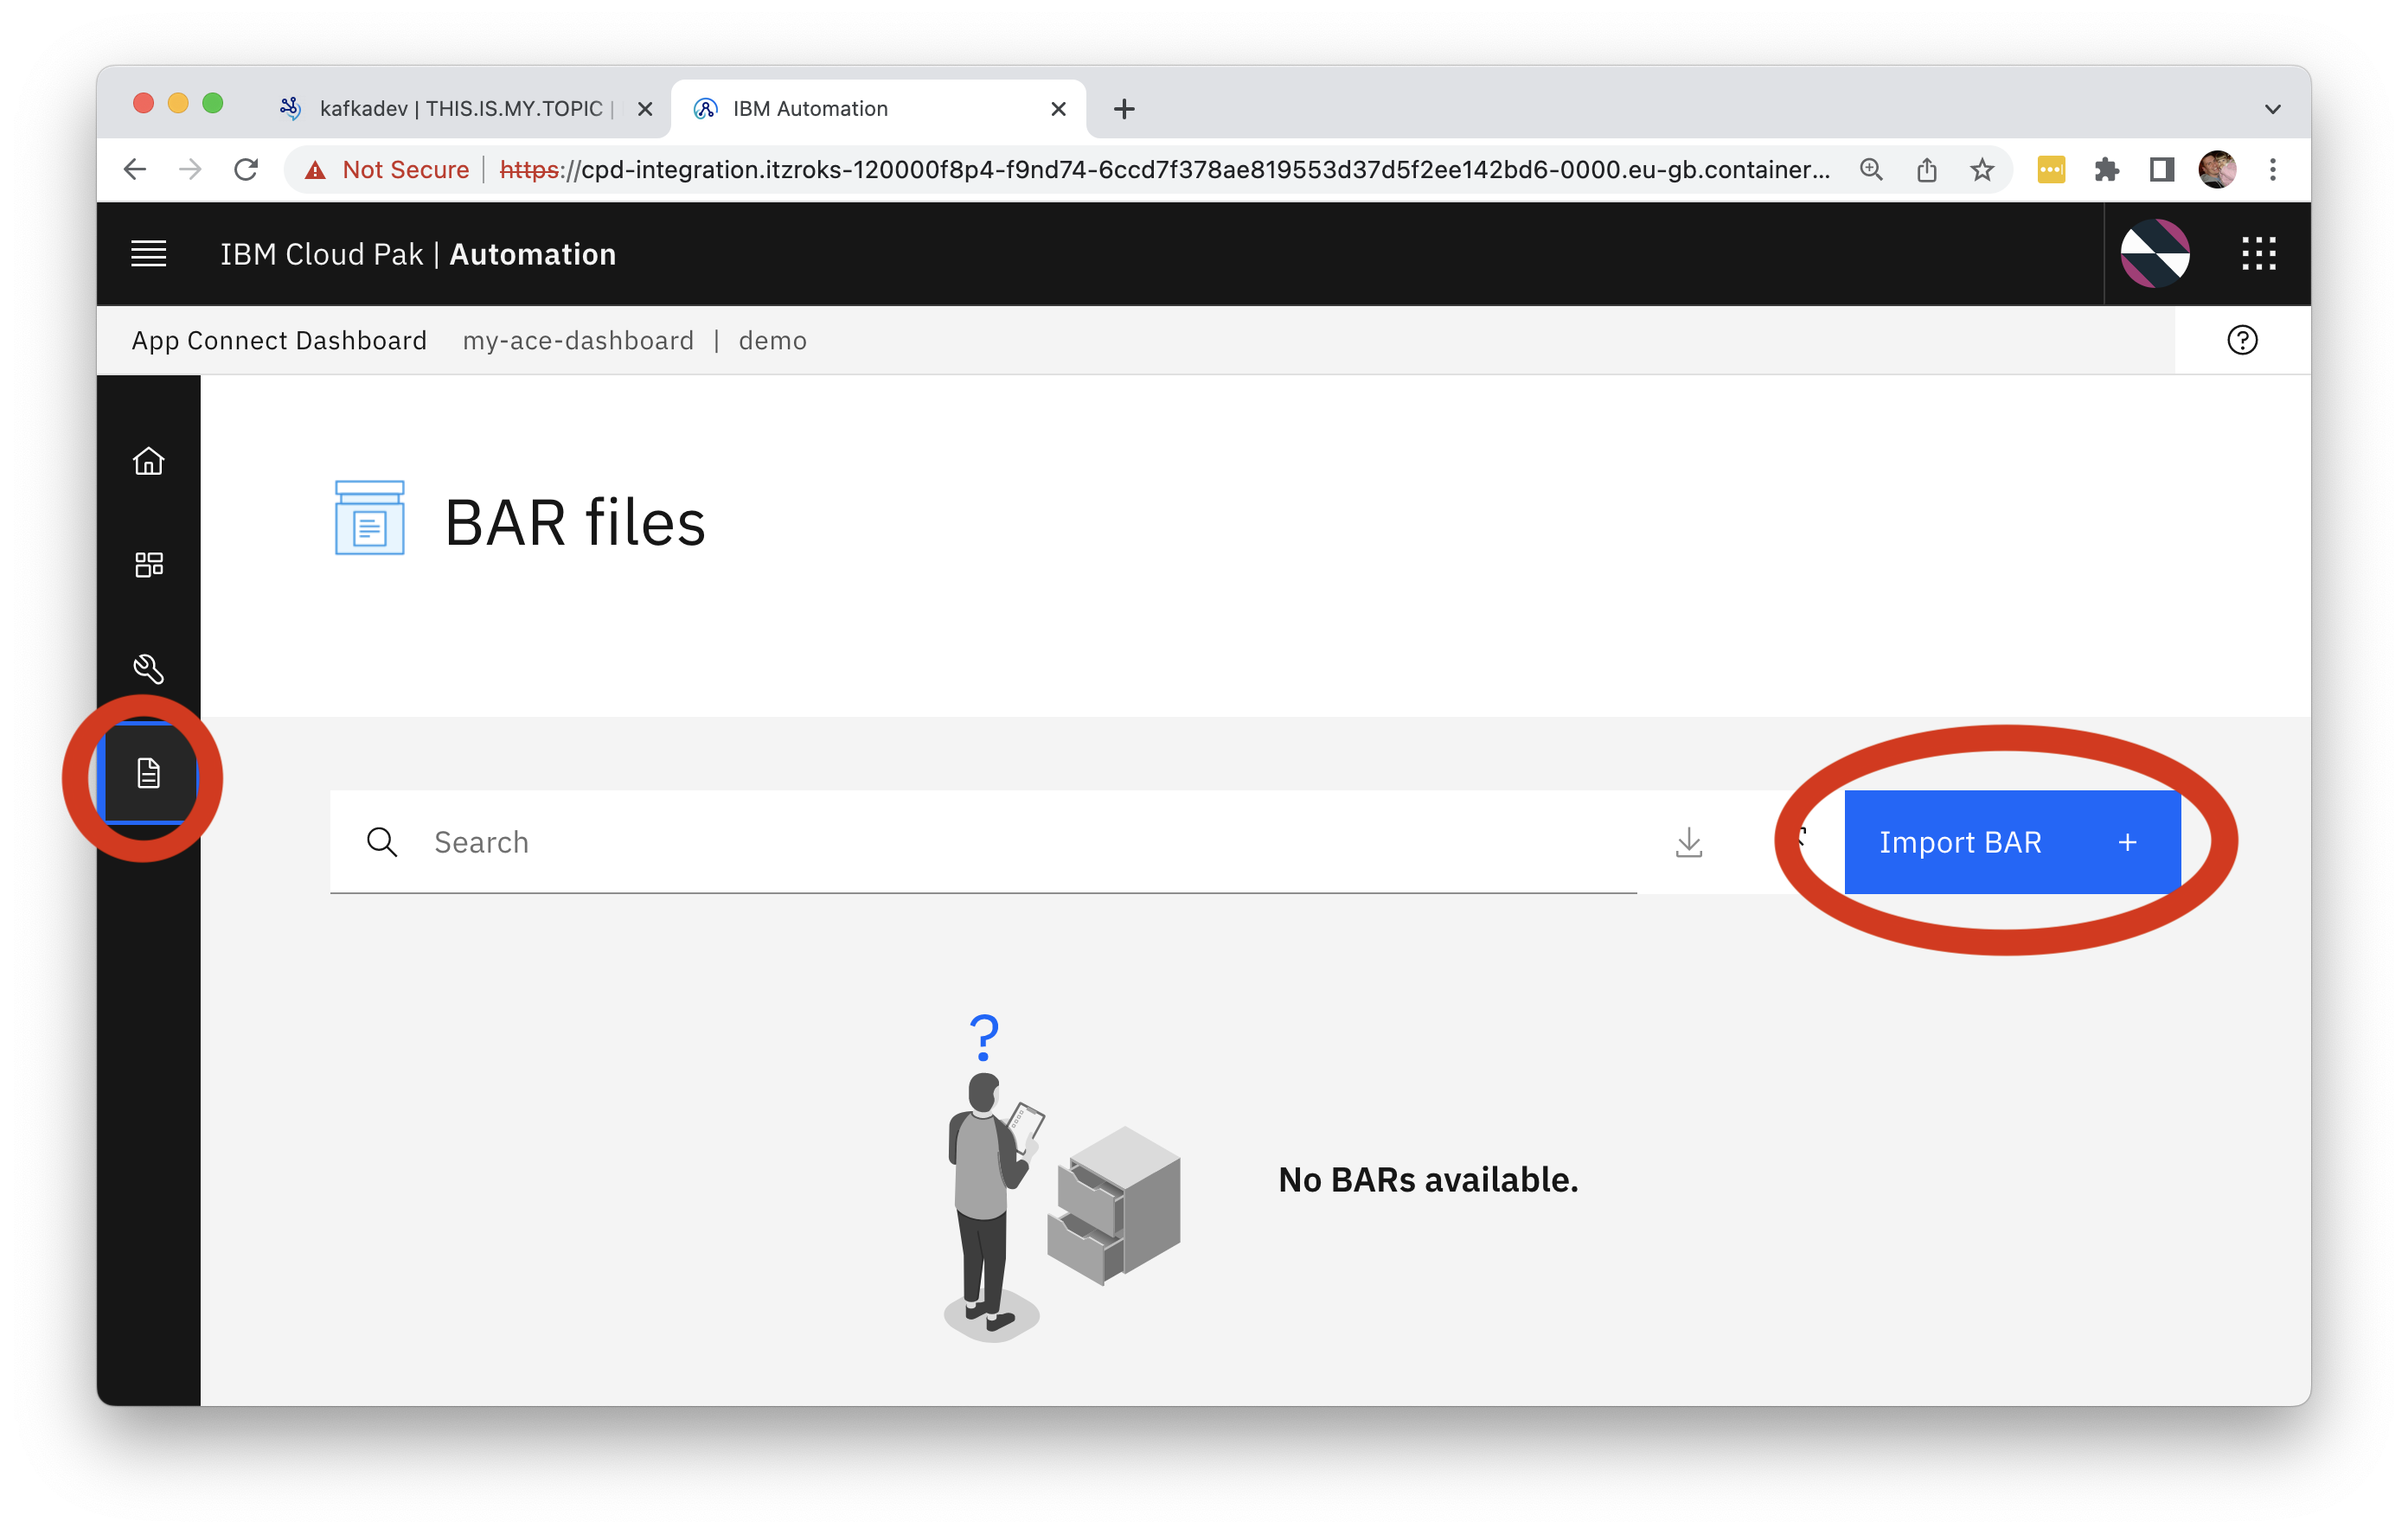 kafkadev | THIS.IS.MY.TOPIC |
IBM Automation
Not Secure | https://cpd-integration.itzroks-120000f8p4-f9nd74-6ccd7f378ae819553d37d5f2ee142bd6-0000.eu-gb.container...
IBM Cloud Pak | Automation
App Connect Dashboard my-ace-dashboard | demo
BAR files
Search
Import BAR +
?
No BARs available.